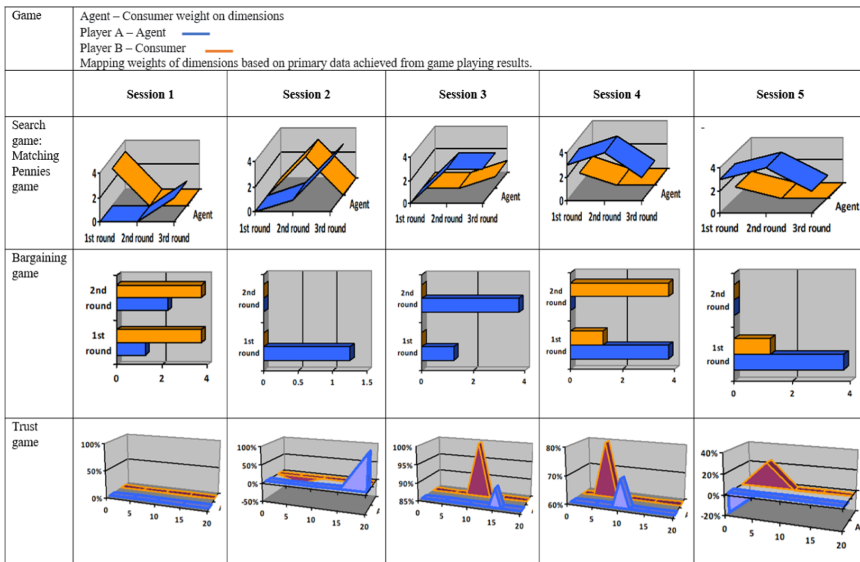 Game
Agent – Consumer weight on dimensions
Player A – Agent
Player B – Consumer
Mapping weights of dimensions based on primary data achieved from game playing results.
Session 1
Session 2
Session 3
Session 4
Session 5
Search
game:
Matching
Pennies
game
4
2
0
1st round
2nd round
3rd round
Agent
4
2
0
1st round
2nd round
3rd round
Agent
4
2
0
1st round
2nd round
3rd round
Agent
4
2
0
1st round
2nd round
3rd round
Agent
-
4
2
0
1st round
2nd round
3rd round
Agent
Bargaining
game
2nd
round
1st
round
0
2
4
2nd
round
1st
round
0
0.5
1
1.5
2nd
round
1st
round
0
2
4
2nd
round
1st
round
0
2
4
2nd
round
1st
round
0
2
4
Trust
game
100%
50%
0%
0
5
10
15
20
100%
50%
0%
-50%
0
5
10
15
20
100%
95%
90%
85%
0
5
10
15
20
80%
70%
60%
0
5
10
15
20
40%
20%
0%
-20%
0
5
10
15
20